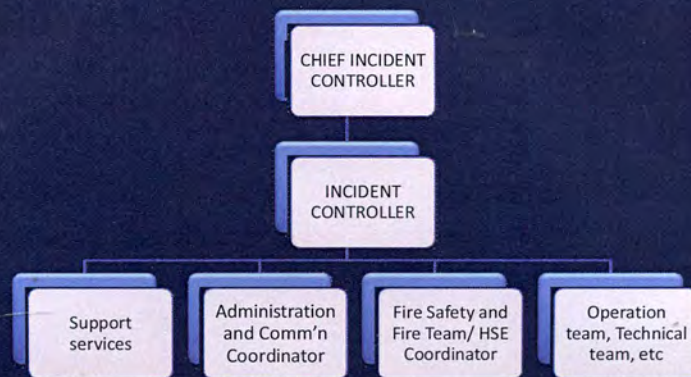 CHIEF INCIDENT
CONTROLLER
INCIDENT
CONTROLLER
Support
services
Administration
and Comm'n
Coordinator
Fire Safety and
Fire Team/ HSE
Coordinator
Operation
team, Technical
team, etc